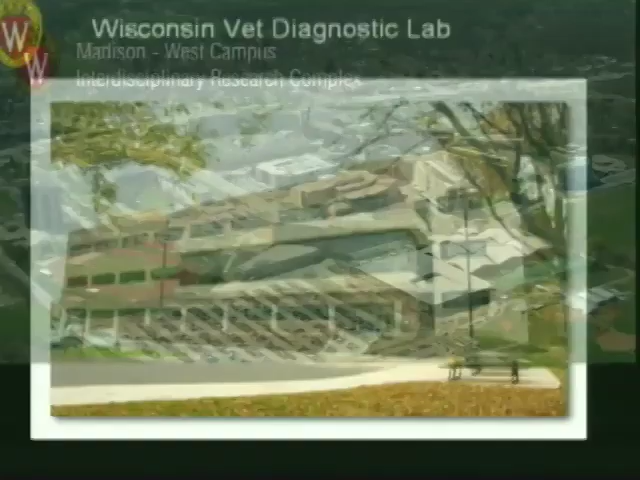 W Wisconsin Vet Diagnostic Lab
Madison - West Campus
W
Interdisciplinary Research Complex